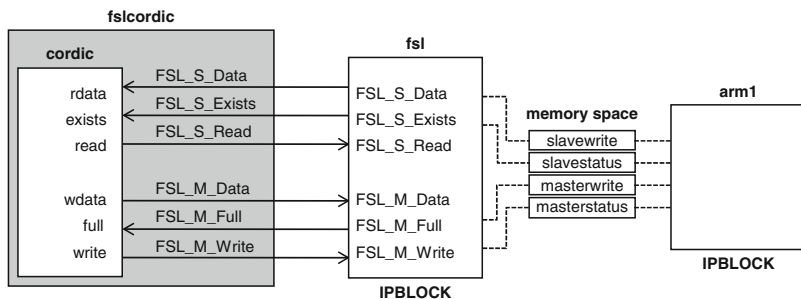 fslcordic
cordic
rdata
exists
read
wdata
full
write
FSL_S_Data
FSL_S_Exists
FSL_S_Read
FSL_M_Data
FSL_M_Full
FSL_M_Write
fsl
FSL_S_Data
FSL_S_Exists
FSL_S_Read
FSL_M_Data
FSL_M_Full
FSL_M_Write
IPBLOCK
memory space
slavewrite
slavestatus
masterwrite
masterstatus
arm1
IPBLOCK